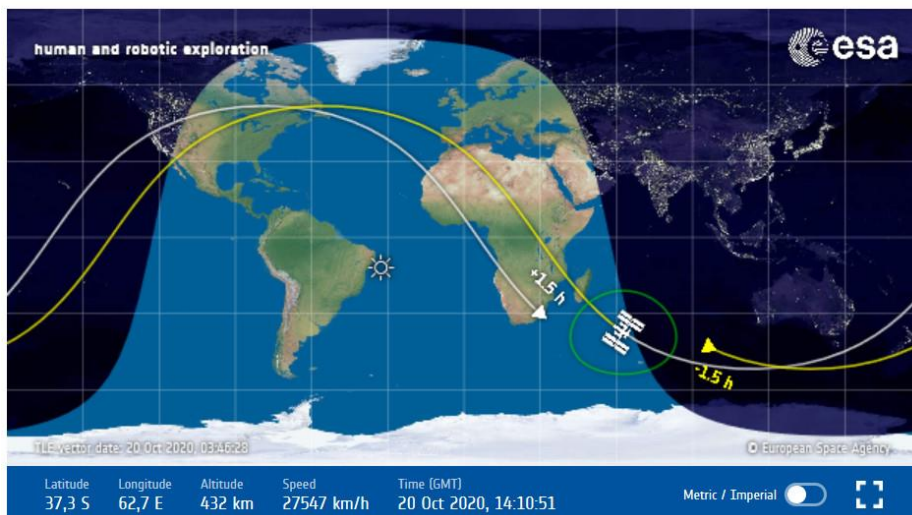 human and robotic exploration
esa
+1.5 h
-1.5 h
TLE vector date: 20 Oct 2020, 03:46:28
© European Space Agency
Latitude Longitude Altitude Speed Time (GMT)
37,3 S 62,7 E 432 km 27547 km/h 20 Oct 2020, 14:10:51
Metric / Imperial